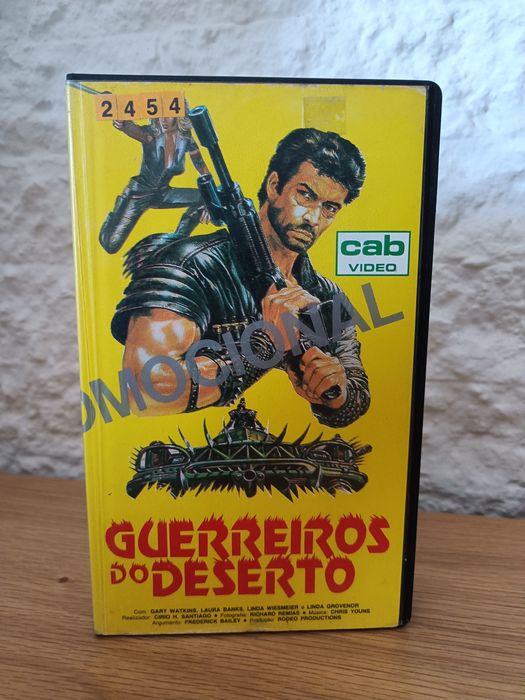 2454
cab
VIDEO
OMOCIONAL
GUERREIROS
DO DESERTO
Com: GARY WATKINS, LAURA BANKS, LINDA WIESMEIER e LINDA GROVENOR
Realizador: CIRIO H. SANTIAGO ● Fotografia: RICHARD REMIAS ● Música: CHRIS YOUNS
Argumento: FREDERICK BAILEY ● Produção: RODEO PRODUCTIONS